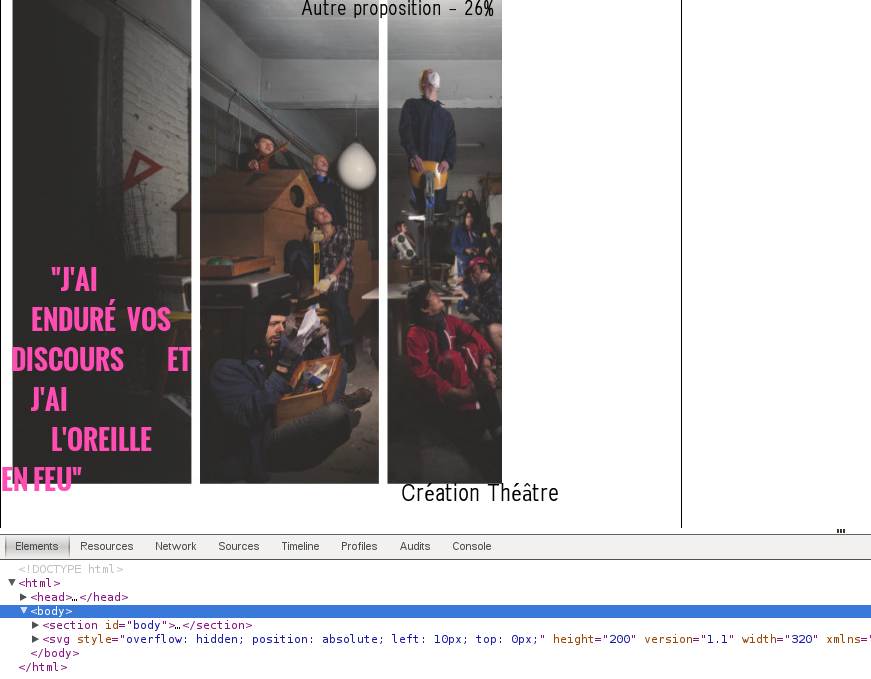 Autre proposition – 26%
"J'AI
ENDURÉ VOS
DISCOURS ET
J'AI
L'OREILLE
EN FEU"
Création Théâtre
Elements Resources Network Sources Timeline Profiles Audits Console
<!DOCTYPE html>
▼<html>
▶<head>…</head>
▼<body>
▶<section id="body">…</section>
▶<svg style="overflow: hidden; position: absolute; left: 10px; top: 0px;" height="200" version="1.1" width="320" xmlns="
</body>
</html>